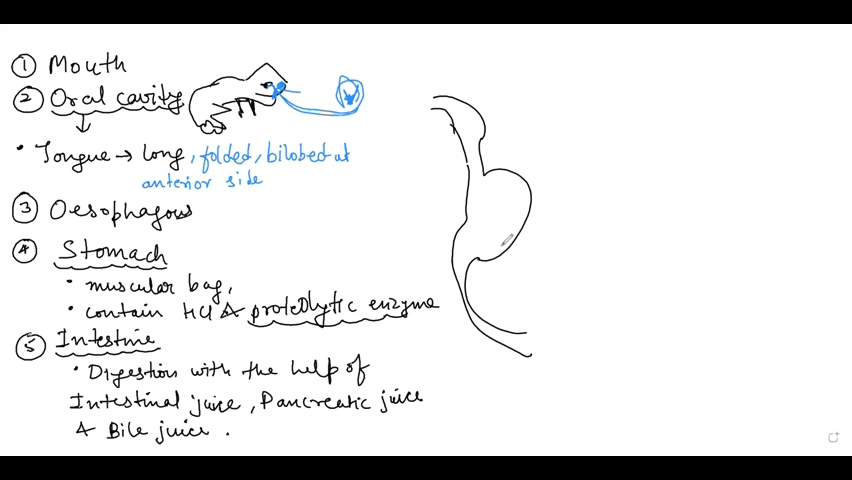 ① Mouth
② Oral cavity
• Tongue → long, folded, bilobed at
anterior side
③ Oesophagous
④ Stomach
• muscular bag,
• contain HCl & proteolytic enzyme
⑤ Intestine
• Digestion with the help of
Intestinal juice, Pancreatic juice
& Bile juice.